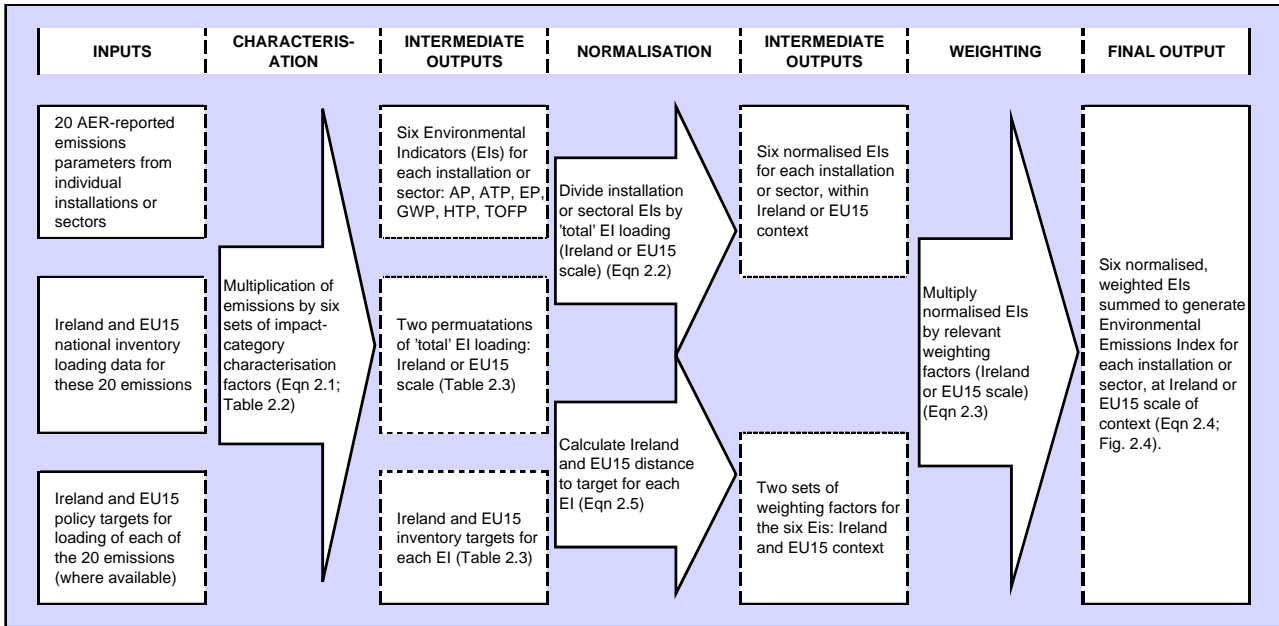 INPUTS
CHARACTERIS-
ATION
INTERMEDIATE
OUTPUTS
NORMALISATION
INTERMEDIATE
OUTPUTS
WEIGHTING
FINAL OUTPUT
20 AER-reported
emissions
parameters from
individual
installations or
sectors
Ireland and EU15
national inventory
loading data for
these 20 emissions
Ireland and EU15
policy targets for
loading of each of
the 20 emissions
(where available)
Multiplication of
emissions by six
sets of impact-
category
characterisation
factors (Eqn 2.1;
Table 2.2)
Six Environmental
Indicators (EIs) for
each installation or
sector: AP, ATP, EP,
GWP, HTP, TOFP
Two permuatations
of 'total' EI loading:
Ireland or EU15
scale (Table 2.3)
Ireland and EU15
inventory targets for
each EI (Table 2.3)
Divide installation
or sectoral EIs by
'total' EI loading
(Ireland or EU15
scale) (Eqn 2.2)
Calculate Ireland
and EU15 distance
to target for each
EI (Eqn 2.5)
Six normalised EIs
for each installation
or sector, within
Ireland or EU15
context
Two sets of
weighting factors for
the six Eis: Ireland
and EU15 context
Multiply
normalised EIs
by relevant
weighting
factors (Ireland
or EU15 scale)
(Eqn 2.3)
Six normalised,
weighted EIs
summed to generate
Environmental
Emissions Index for
each installation or
sector, at Ireland or
EU15 scale of
context (Eqn 2.4;
Fig. 2.4).